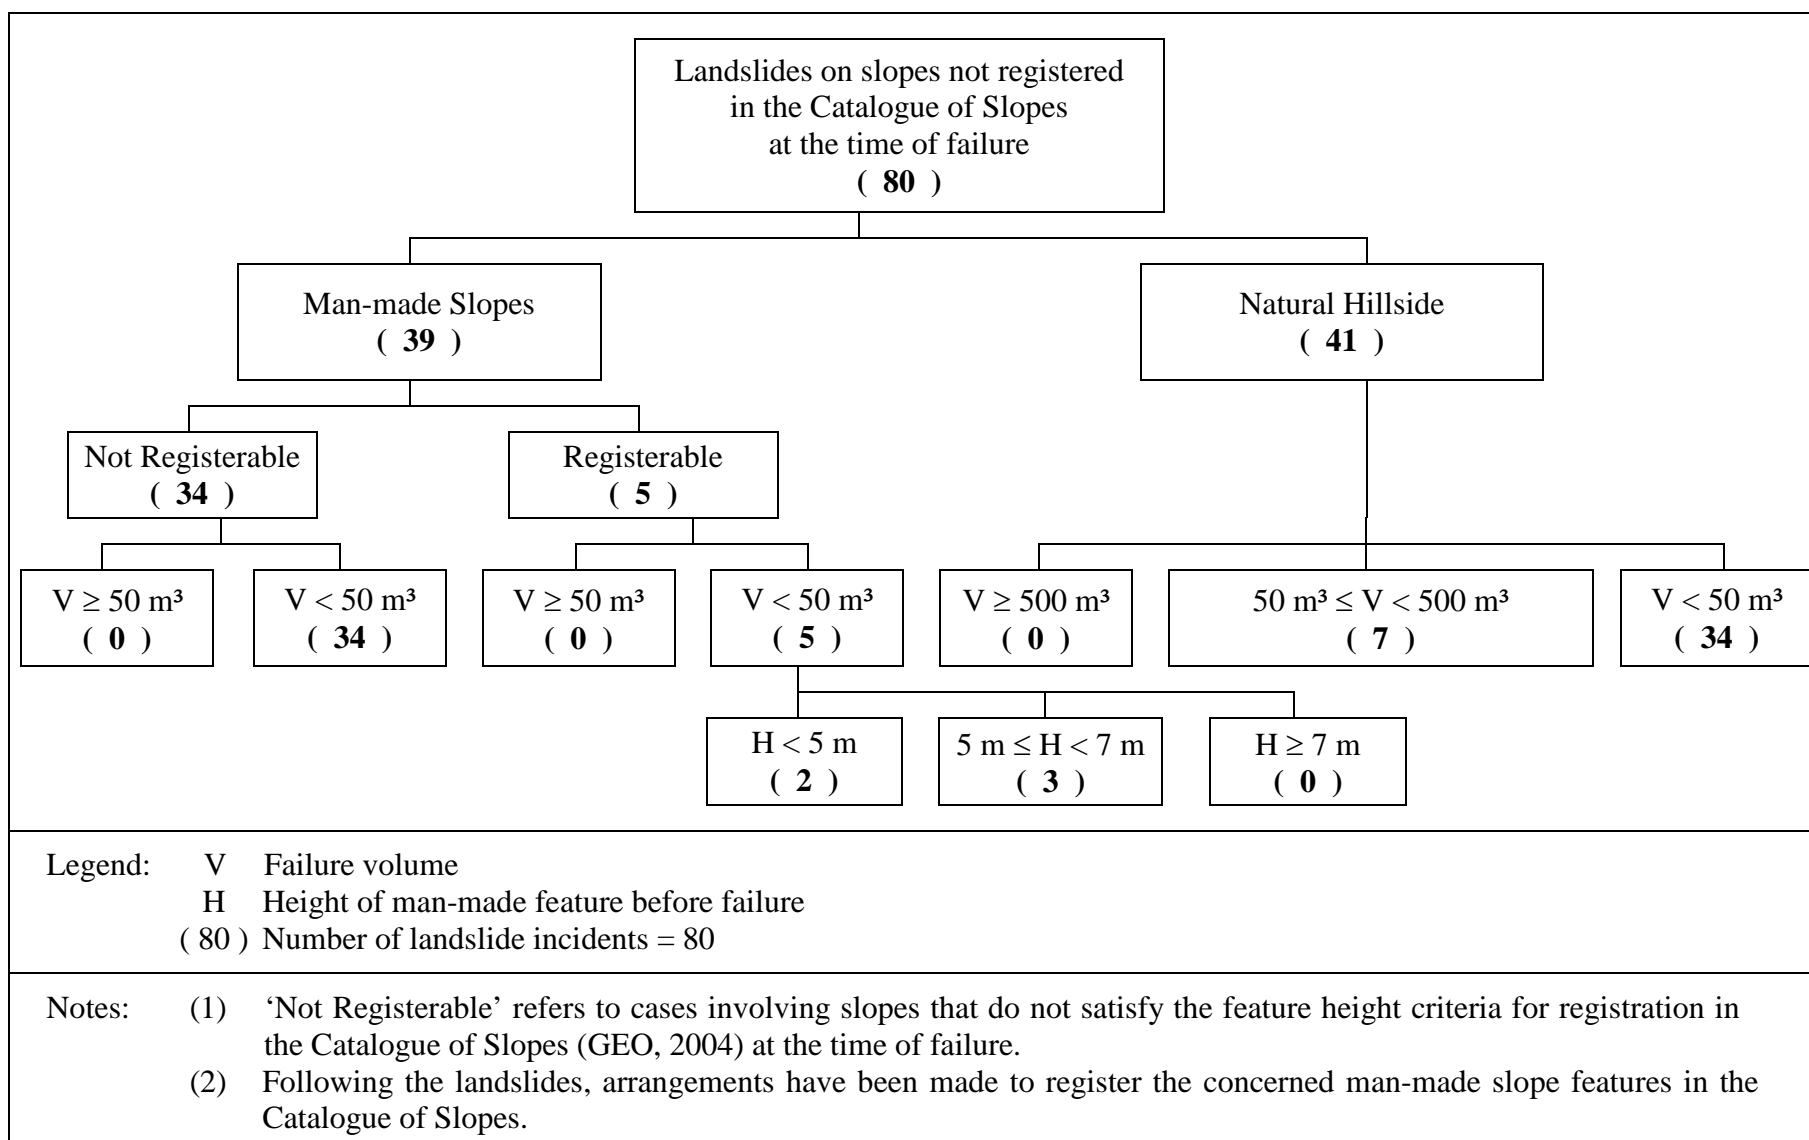 Landslides on slopes not registered
in the Catalogue of Slopes
at the time of failure
( 80 )
Man-made Slopes
( 39 )
Natural Hillside
( 41 )
Not Registerable
( 34 )
Registerable
( 5 )
V ≥ 50 m³
( 0 )
V < 50 m³
( 34 )
V ≥ 50 m³
( 0 )
V < 50 m³
( 5 )
V ≥ 500 m³
( 0 )
50 m³ ≤ V < 500 m³
( 7 )
V < 50 m³
( 34 )
H < 5 m
( 2 )
5 m ≤ H < 7 m
( 3 )
H ≥ 7 m
( 0 )
Legend: V Failure volume
H Height of man-made feature before failure
( 80 ) Number of landslide incidents = 80
Notes: (1) ‘Not Registerable’ refers to cases involving slopes that do not satisfy the feature height criteria for registration in
the Catalogue of Slopes (GEO, 2004) at the time of failure.
(2) Following the landslides, arrangements have been made to register the concerned man-made slope features in the
Catalogue of Slopes.